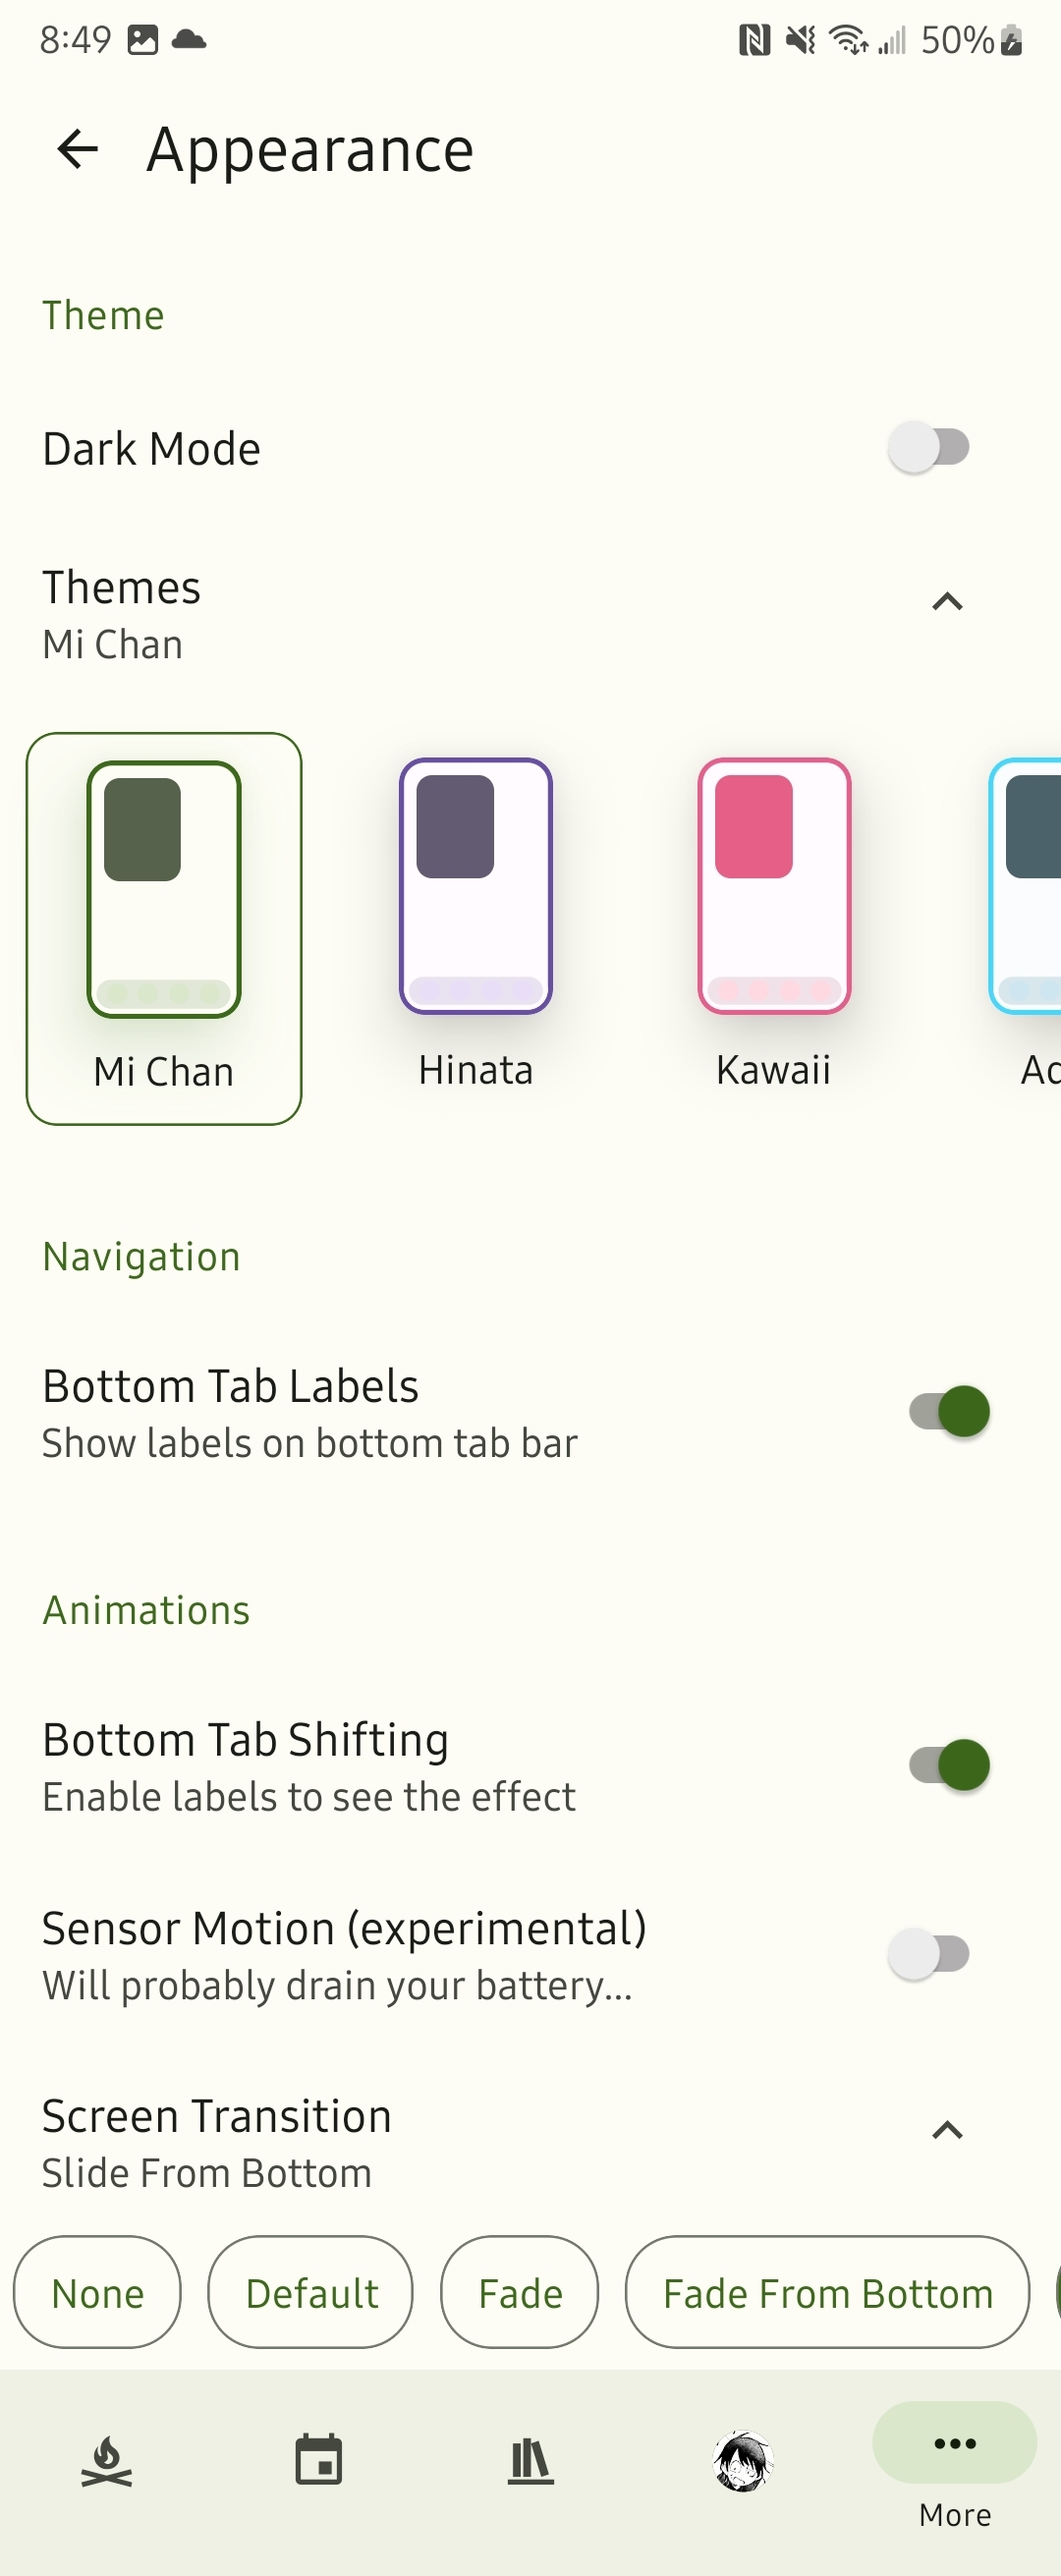 8:49
50%
Appearance
Theme
Dark Mode
Themes
Mi Chan
Mi Chan
Hinata
Kawaii
Navigation
Bottom Tab Labels
Show labels on bottom tab bar
Animations
Bottom Tab Shifting
Enable labels to see the effect
Sensor Motion (experimental)
Will probably drain your battery...
Screen Transition
Slide From Bottom
None
Default
Fade
Fade From Bottom
More